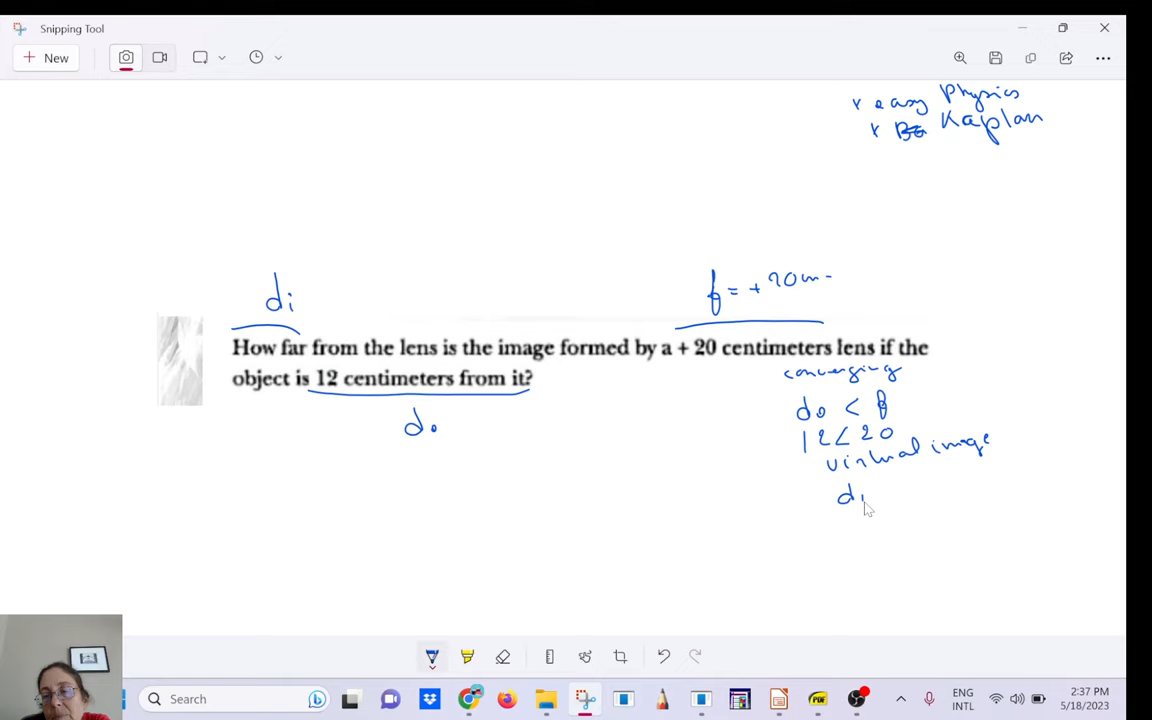 Snipping Tool
New
* easy Physics
* Kaplan
di
f = + 20 cm
How far from the lens is the image formed by a + 20 centimeters lens if the
object is 12 centimeters from it?
converging
do
do < f
12 < 20
virtual image
di
Search
ENG
INTL
2:37 PM
5/18/2023